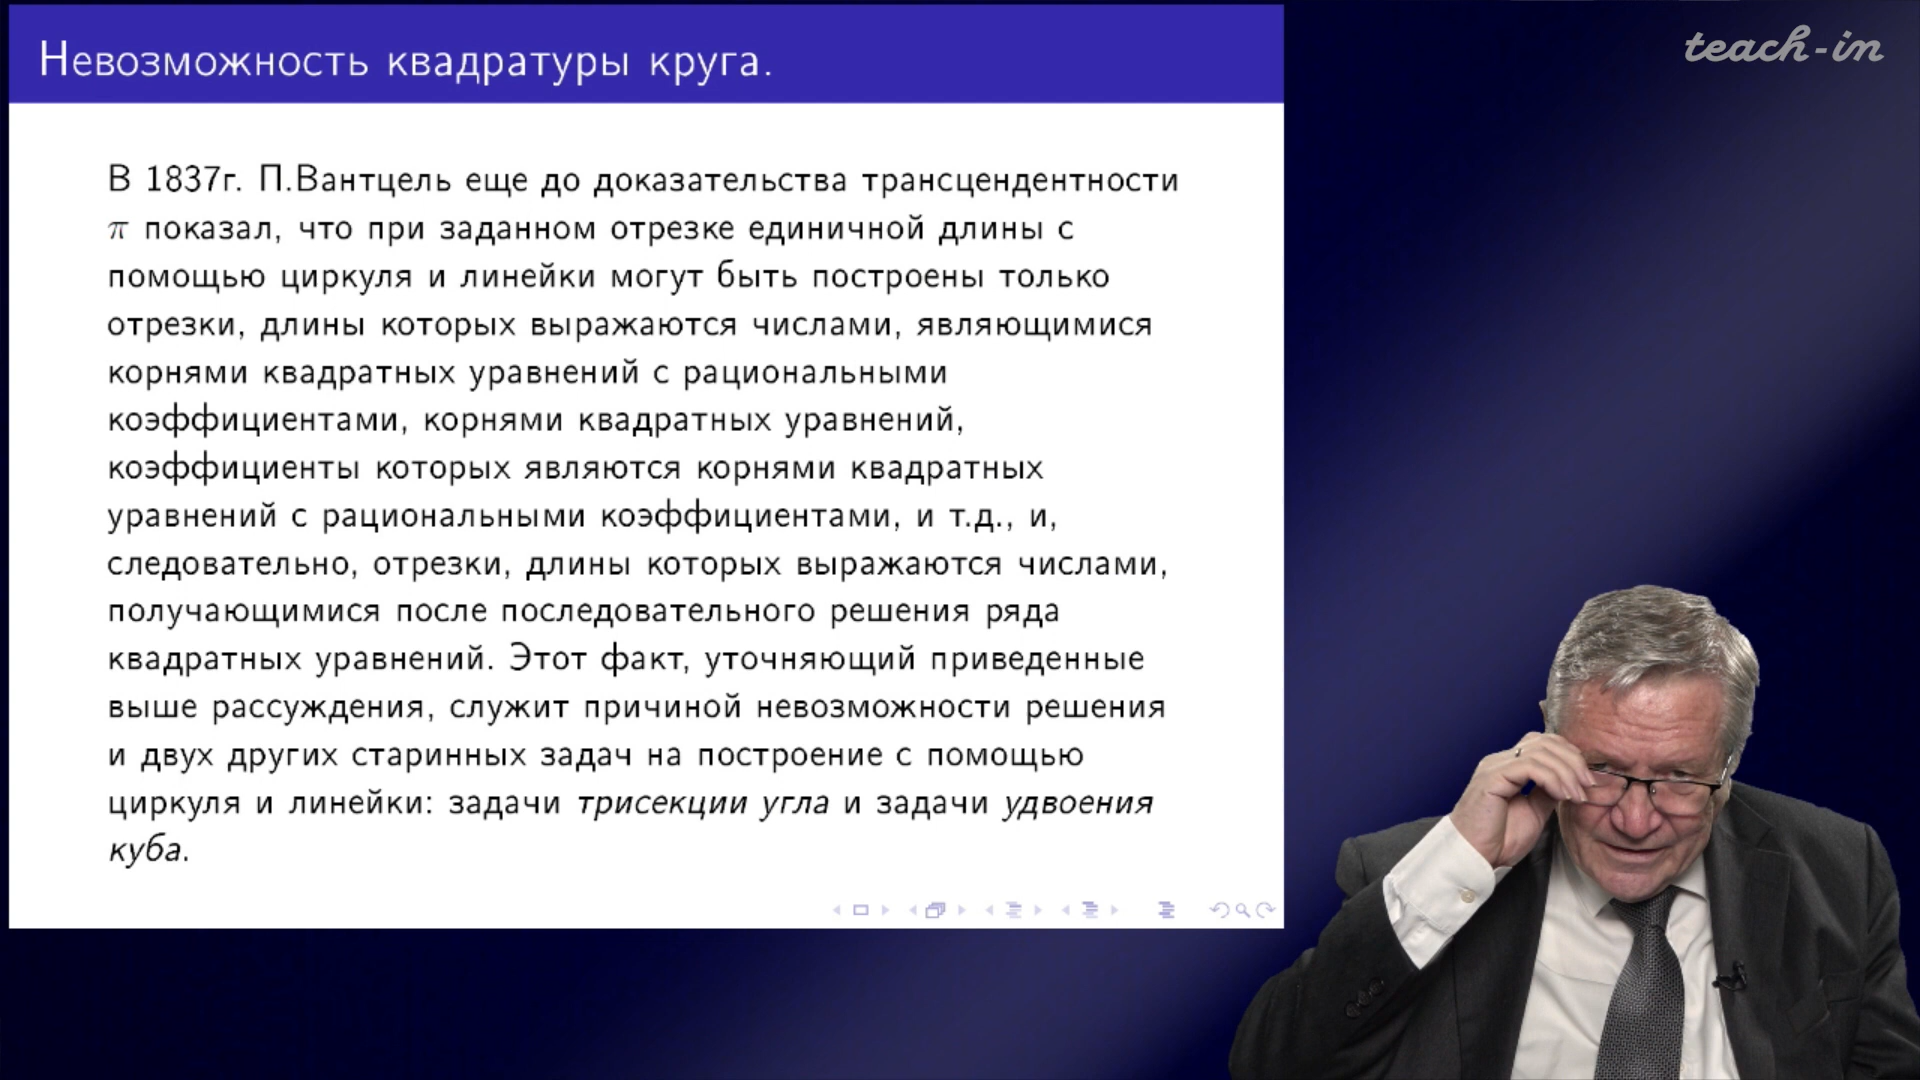 Невозможность квадратуры круга.
teach-in
В 1837г. П.Вантцель еще до доказательства трансцендентности
π показал, что при заданном отрезке единичной длины с
помощью циркуля и линейки могут быть построены только
отрезки, длины которых выражаются числами, являющимися
корнями квадратных уравнений с рациональными
коэффициентами, корнями квадратных уравнений,
коэффициенты которых являются корнями квадратных
уравнений с рациональными коэффициентами, и т.д., и,
следовательно, отрезки, длины которых выражаются числами,
получающимися после последовательного решения ряда
квадратных уравнений. Этот факт, уточняющий приведенные
выше рассуждения, служит причиной невозможности решения
и двух других старинных задач на построение с помощью
циркуля и линейки: задачи трисекции угла и задачи удвоения
куба.